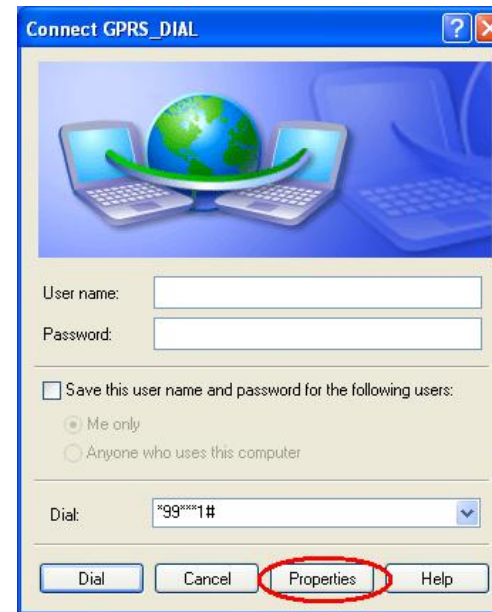 Connect GPRS_DIAL
User name:
Password:
Save this user name and password for the following users:
Me only
Anyone who uses this computer
Dial: *99***1#
Dial Cancel Properties Help